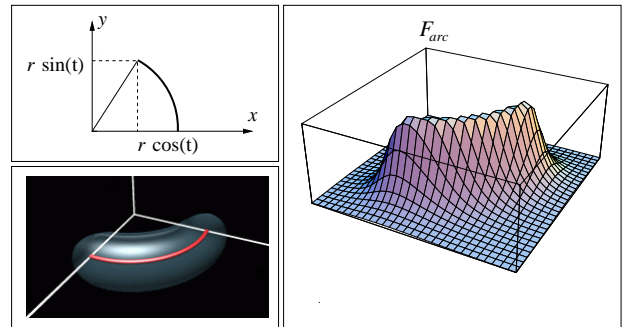 y
r sin(t)
x
r cos(t)
F_arc